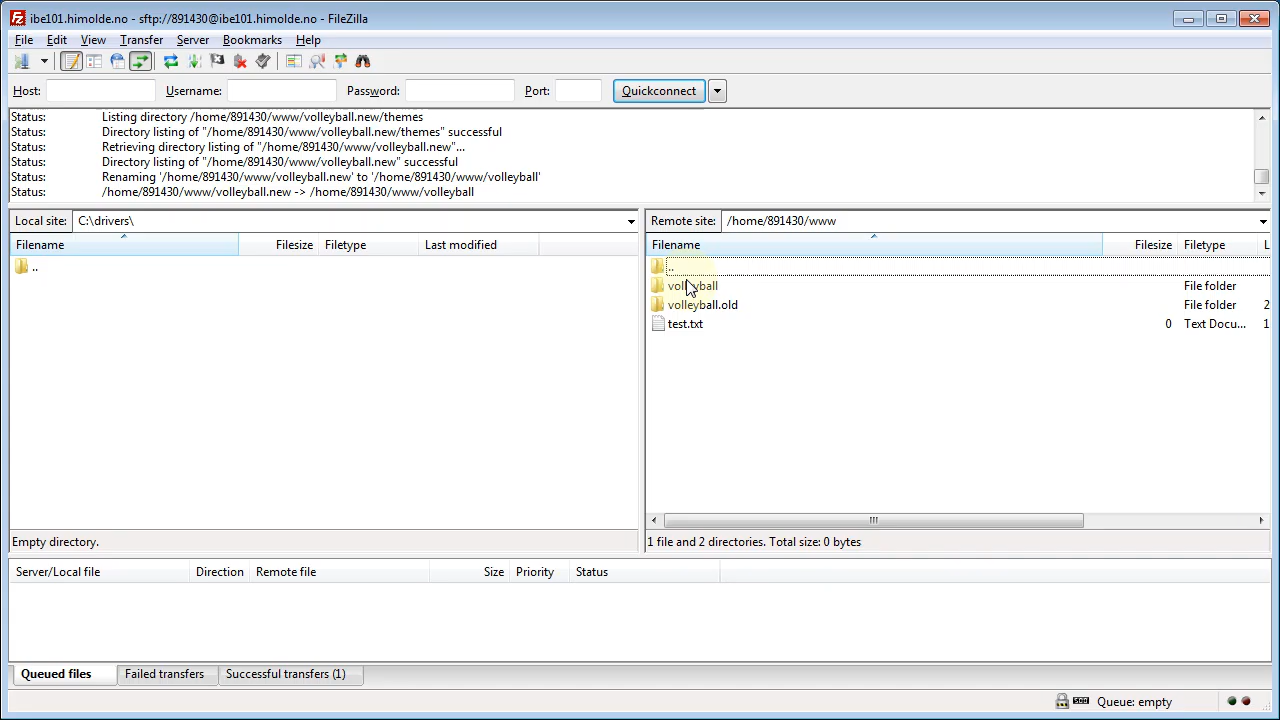 ibe101.himolde.no - sftp://891430@ibe101.himolde.no - FileZilla
File Edit View Transfer Server Bookmarks Help
Host: Username: Password: Port: Quickconnect
Status: Listing directory /home/891430/www/volleyball.new/themes
Status: Directory listing of "/home/891430/www/volleyball.new/themes" successful
Status: Retrieving directory listing of "/home/891430/www/volleyball.new"...
Status: Directory listing of "/home/891430/www/volleyball.new" successful
Status: Renaming '/home/891430/www/volleyball.new' to '/home/891430/www/volleyball'
Status: /home/891430/www/volleyball.new -> /home/891430/www/volleyball
Local site: C:\drivers\
Filename Filesize Filetype Last modified
..
Empty directory.
Remote site: /home/891430/www
Filename Filesize Filetype L
..
volleyball File folder
volleyball.old File folder 2
test.txt 0 Text Docu... 1
1 file and 2 directories. Total size: 0 bytes
Server/Local file Direction Remote file Size Priority Status
Queued files Failed transfers Successful transfers (1)
Queue: empty